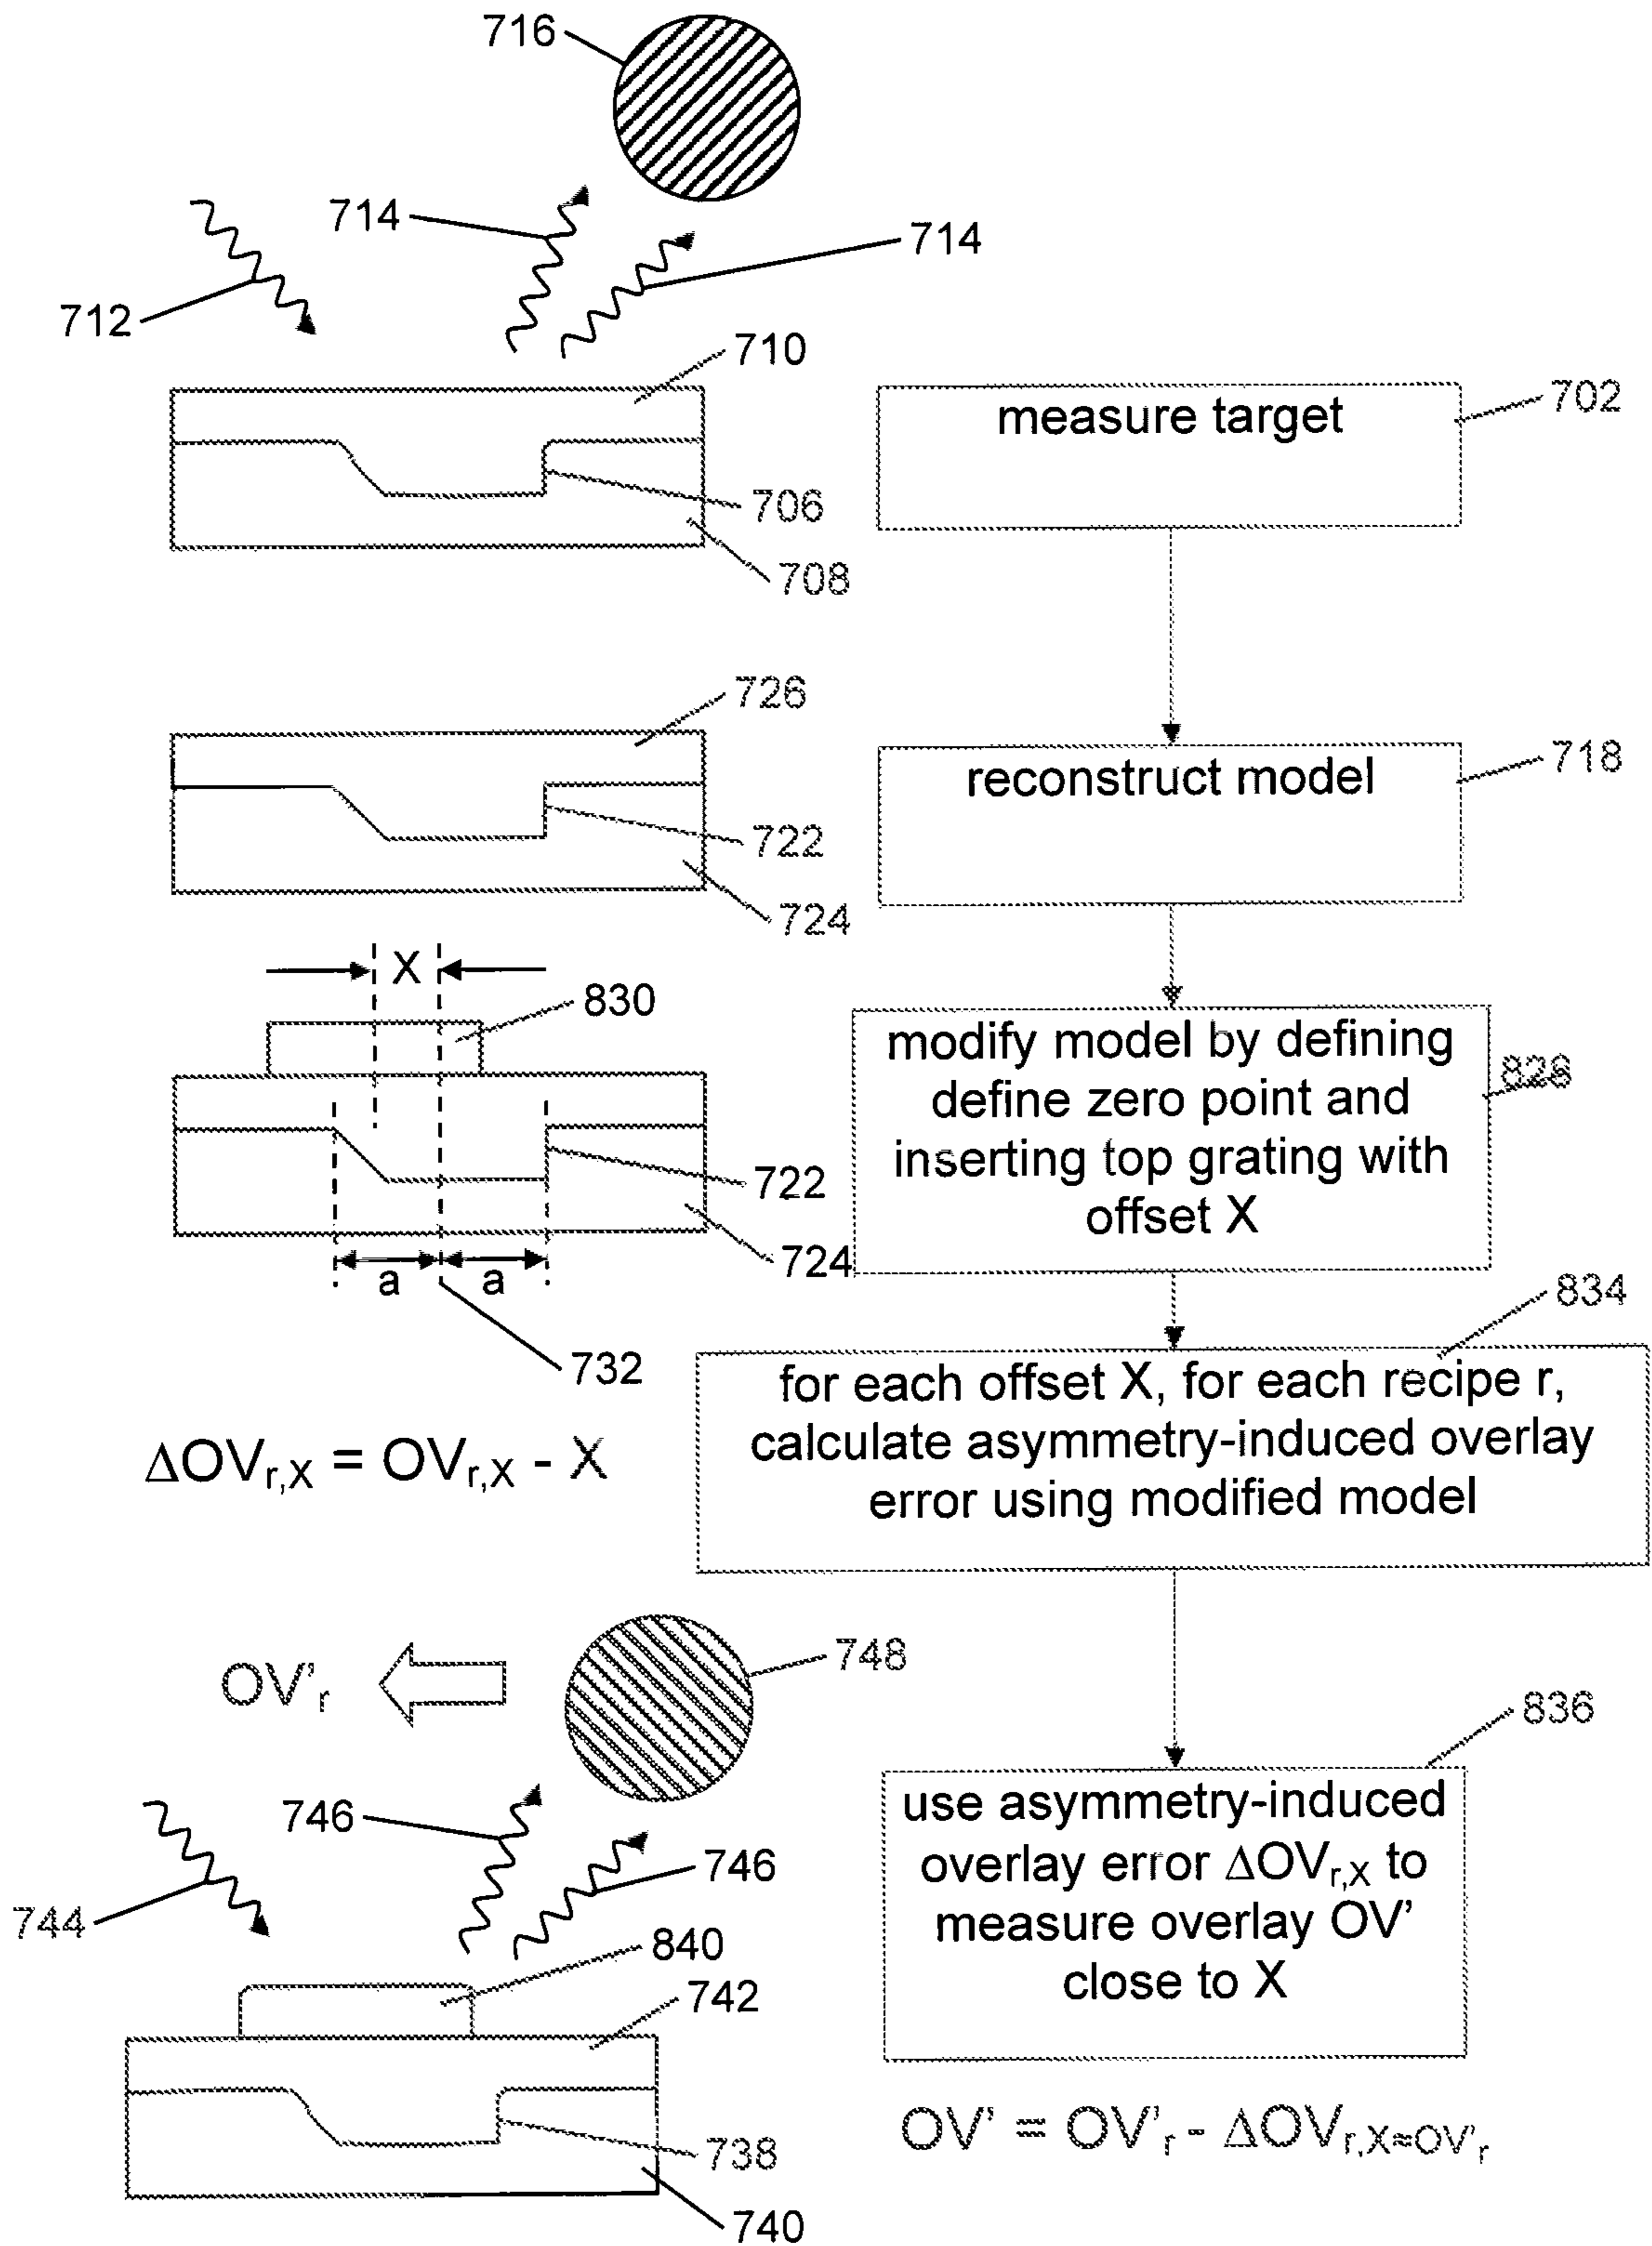 716
714
714
712
710
measure target
702
706
708
726
reconstruct model
718
722
724
X
830
modify model by defining
define zero point and
inserting top grating with
offset X
828
722
724
a
a
732
834
for each offset X, for each recipe r,
calculate asymmetry-induced overlay
error using modified model
ΔOVr,X = OVr,X - X
OV'r
748
836
use asymmetry-induced
overlay error ΔOVr,X to
measure overlay OV'
close to X
746
746
744
840
742
738
740
OV' = OV'r - ΔOVr,X≈OV'r